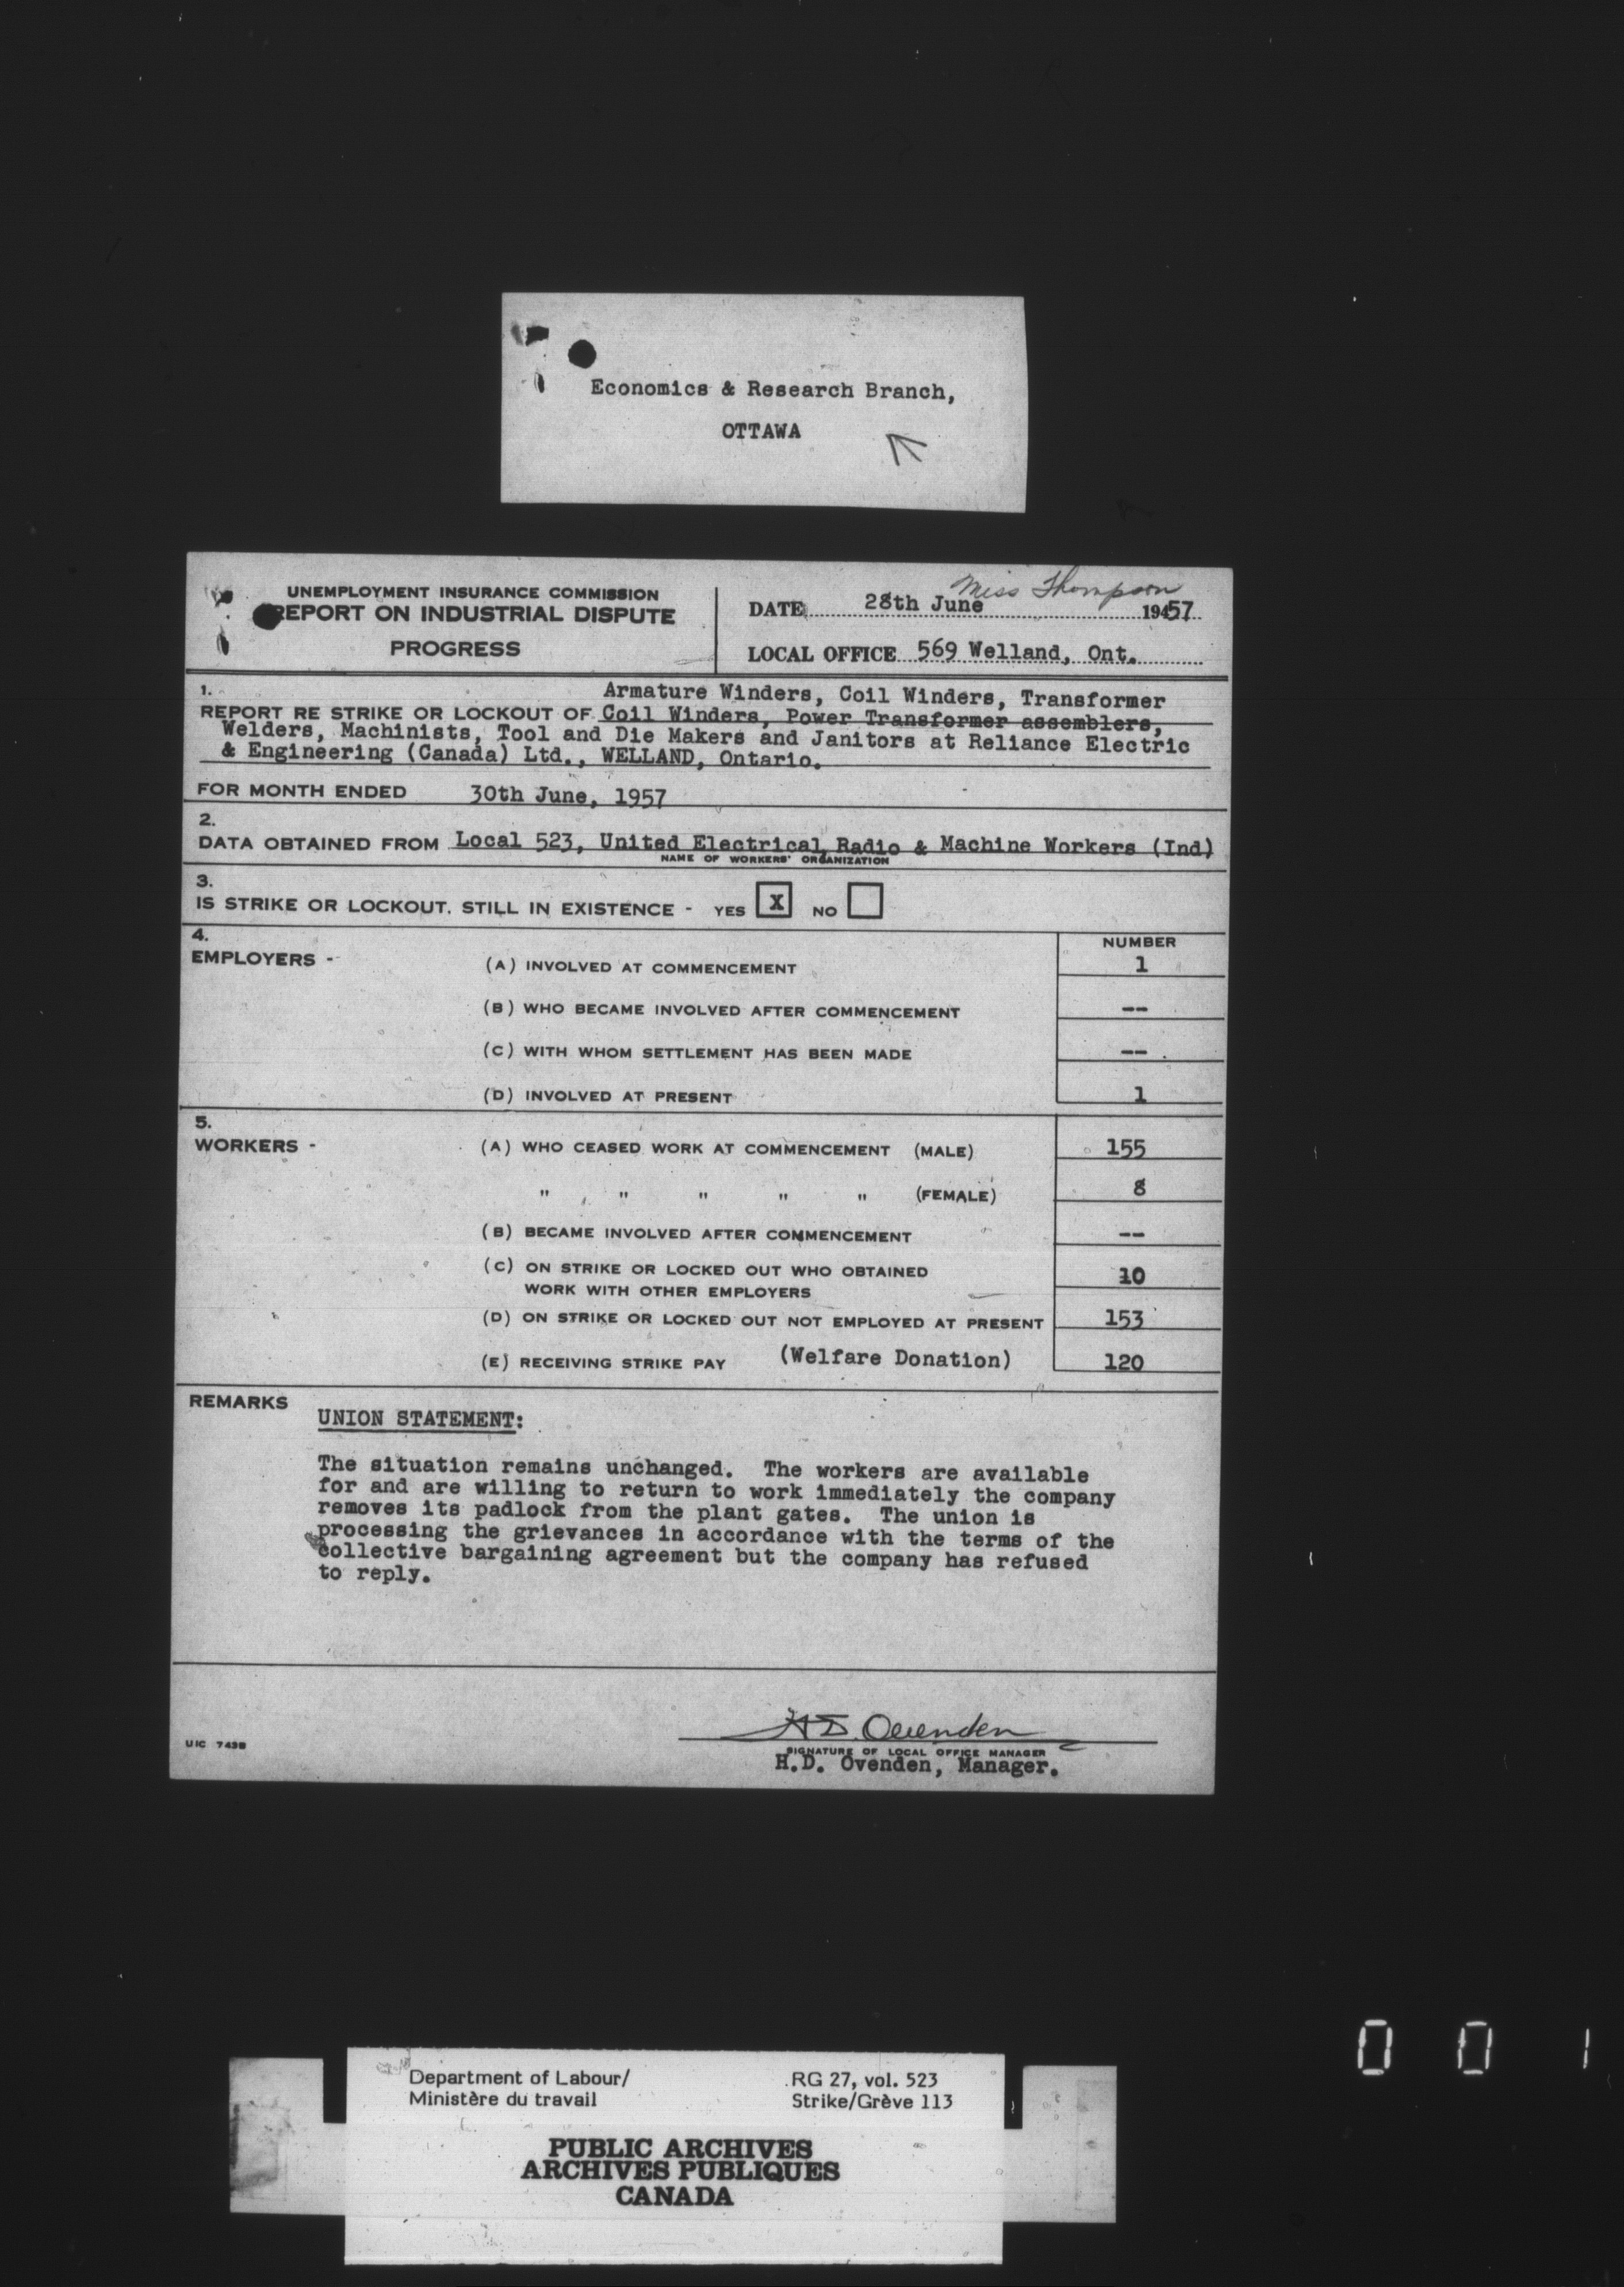 Economics & Research Branch,
OTTAWA
Miss Thompson
UNEMPLOYMENT INSURANCE COMMISSION
REPORT ON INDUSTRIAL DISPUTE
PROGRESS
DATE 28th June 1957
LOCAL OFFICE 569 Welland, Ont.
1.
Armature Winders, Coil Winders, Transformer
REPORT RE STRIKE OR LOCKOUT OF Coil Winders, Power Transformer assemblers,
Welders, Machinists, Tool and Die Makers and Janitors at Reliance Electric
& Engineering (Canada) Ltd., WELLAND, Ontario.
FOR MONTH ENDED 30th June, 1957
2.
DATA OBTAINED FROM Local 523, United Electrical, Radio & Machine Workers (Ind)
NAME OF WORKERS' ORGANIZATION
3.
IS STRIKE OR LOCKOUT. STILL IN EXISTENCE - YES X NO
4.
NUMBER
EMPLOYERS - (A) INVOLVED AT COMMENCEMENT 1
(B) WHO BECAME INVOLVED AFTER COMMENCEMENT --
(C) WITH WHOM SETTLEMENT HAS BEEN MADE --
(D) INVOLVED AT PRESENT 1
5.
WORKERS - (A) WHO CEASED WORK AT COMMENCEMENT (MALE) 155
" " " " " (FEMALE) 8
(B) BECAME INVOLVED AFTER COMMENCEMENT --
(C) ON STRIKE OR LOCKED OUT WHO OBTAINED
WORK WITH OTHER EMPLOYERS 10
(D) ON STRIKE OR LOCKED OUT NOT EMPLOYED AT PRESENT 153
(E) RECEIVING STRIKE PAY (Welfare Donation) 120
REMARKS
UNION STATEMENT:
The situation remains unchanged. The workers are available
for and are willing to return to work immediately the company
removes its padlock from the plant gates. The union is
processing the grievances in accordance with the terms of the
collective bargaining agreement but the company has refused
to reply.
HD Ovenden
SIGNATURE OF LOCAL OFFICE MANAGER
H.D. Ovenden, Manager.
UIC 743B
001
Department of Labour/ RG 27, vol. 523
Ministère du travail Strike/Grève 113
PUBLIC ARCHIVES
ARCHIVES PUBLIQUES
CANADA